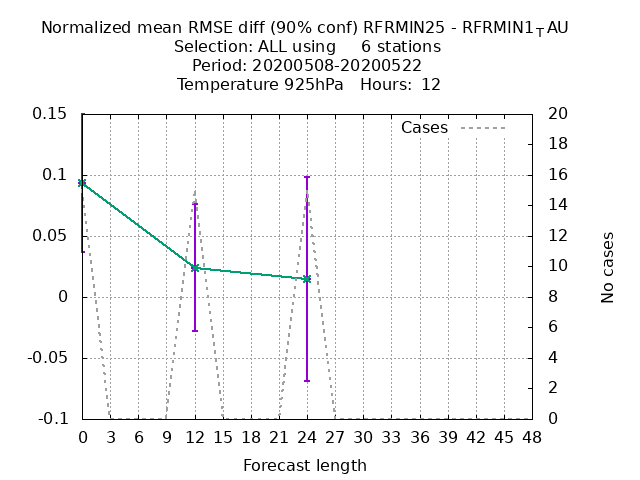 Normalized mean RMSE diff (90% conf) RFRMIN25 - RFRMIN1TAU
Selection: ALL using 6 stations
Period: 20200508-20200522
Temperature 925hPa Hours: 12
Cases
0.15
0.1
0.05
0
-0.05
-0.1
20
18
16
14
12
10
8
6
4
2
0
No cases
0 3 6 9 12 15 18 21 24 27 30 33 36 39 42 45 48
Forecast length